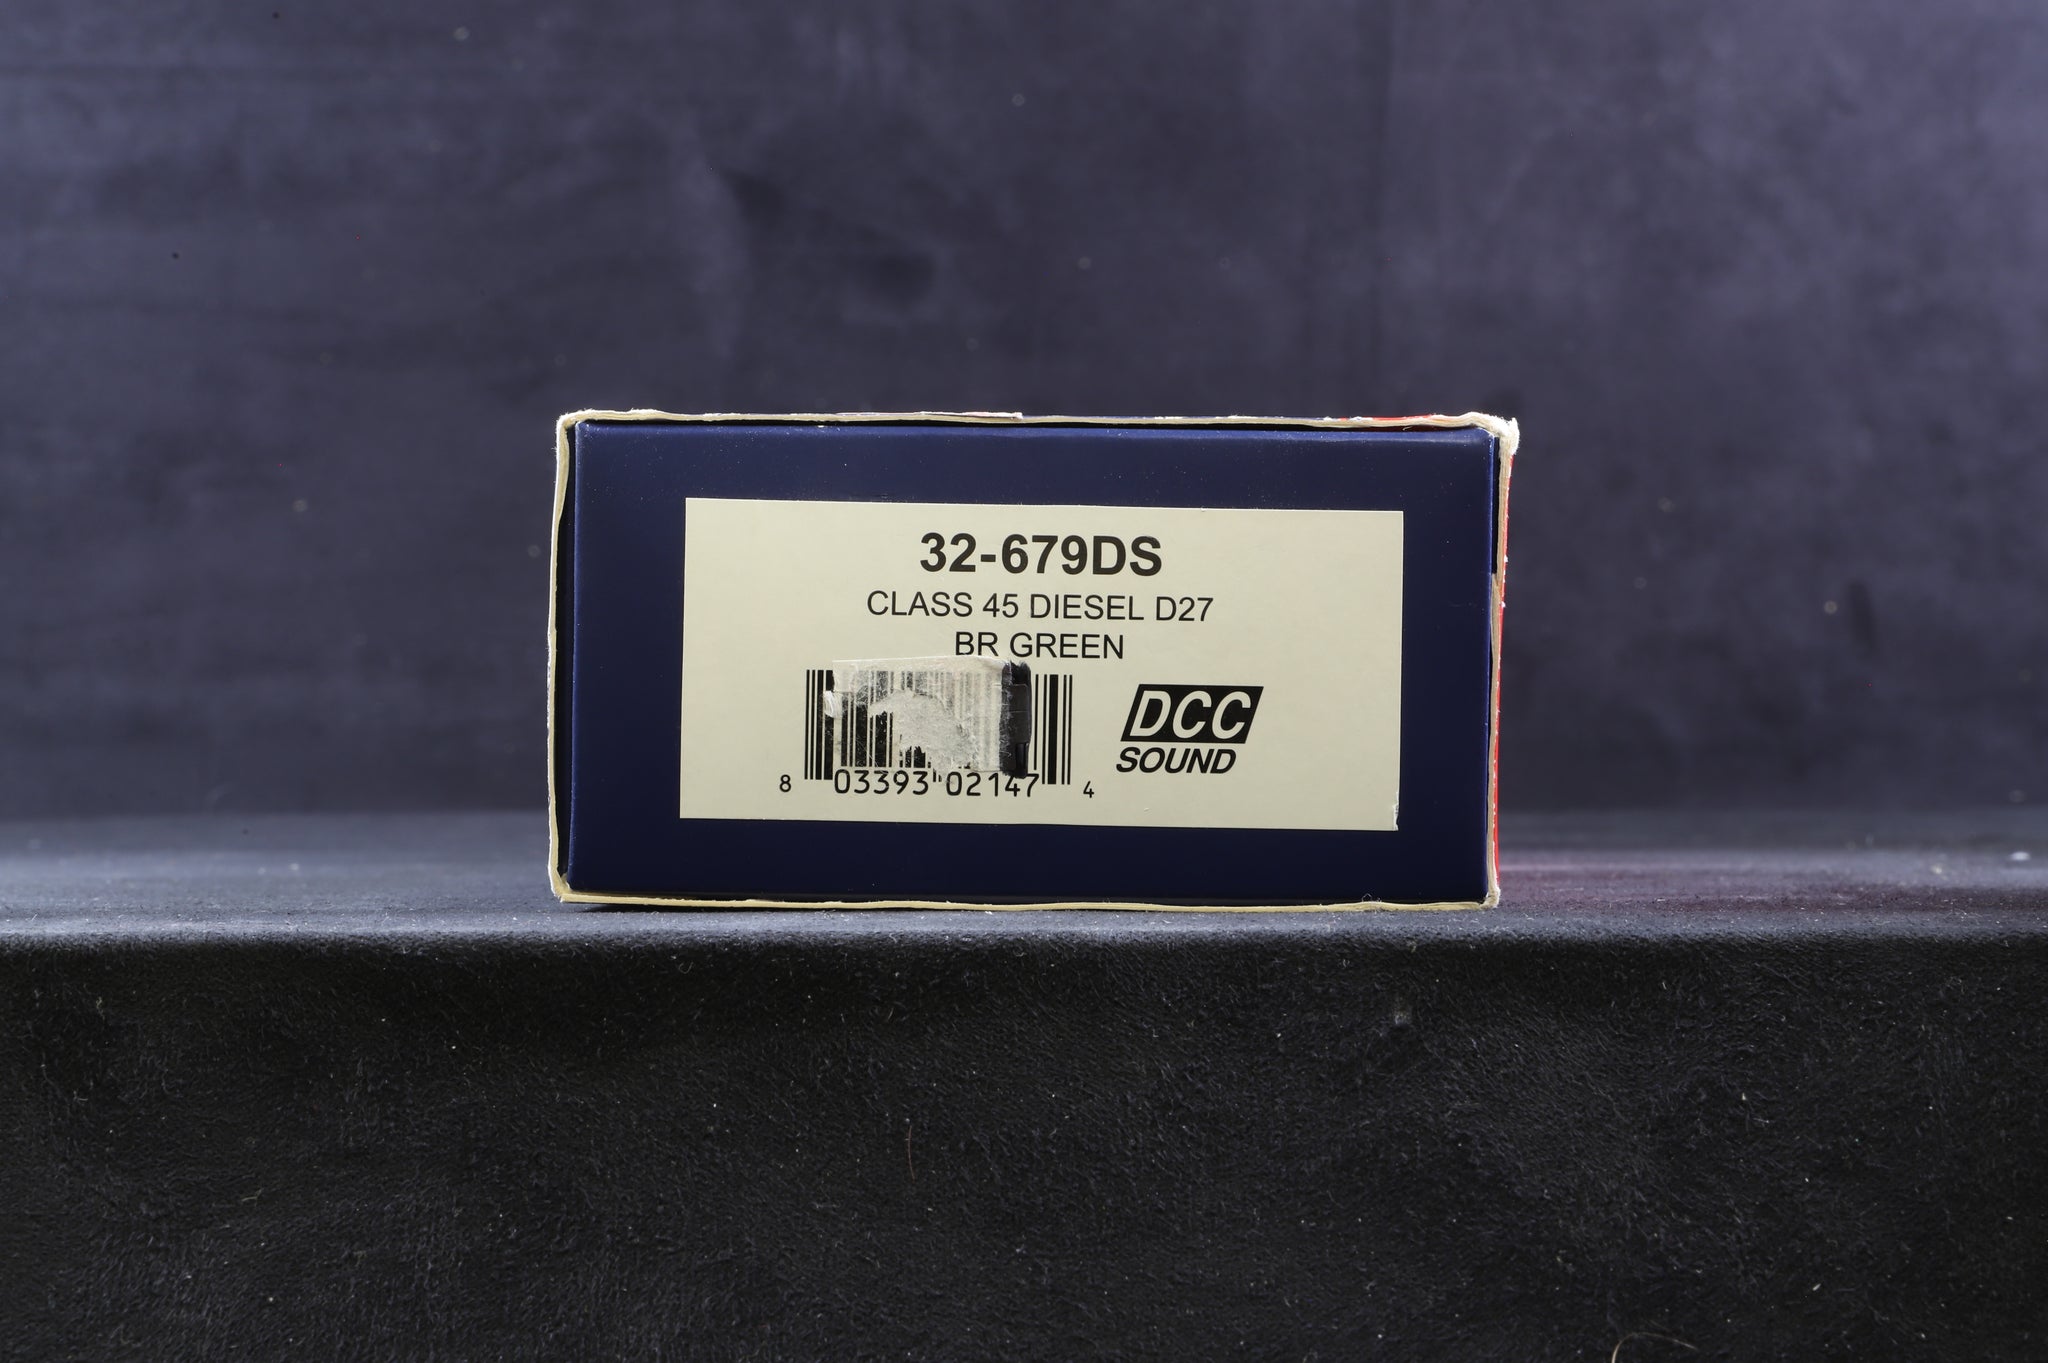 32-679DS
CLASS 45 DIESEL D27
BR GREEN
8 03393 02147 4
DCC
SOUND